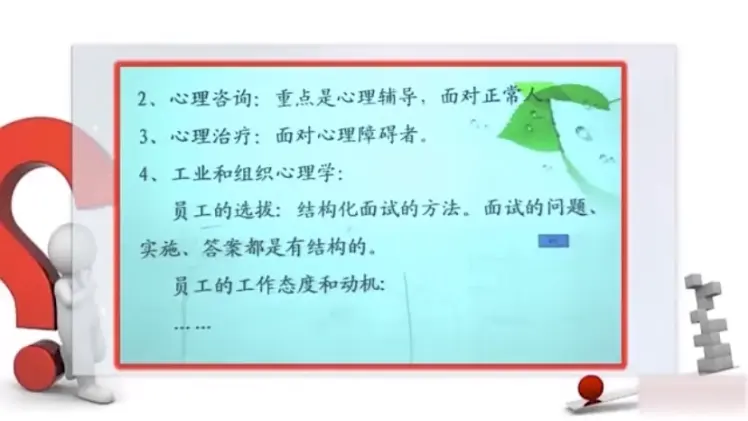 2、心理咨询：重点是心理辅导，面对正常人。
3、心理治疗：面对心理障碍者。
4、工业和组织心理学：
员工的选拔：结构化面试的方法。面试的问题、
实施、答案都是有结构的。
员工的工作态度和动机：
……